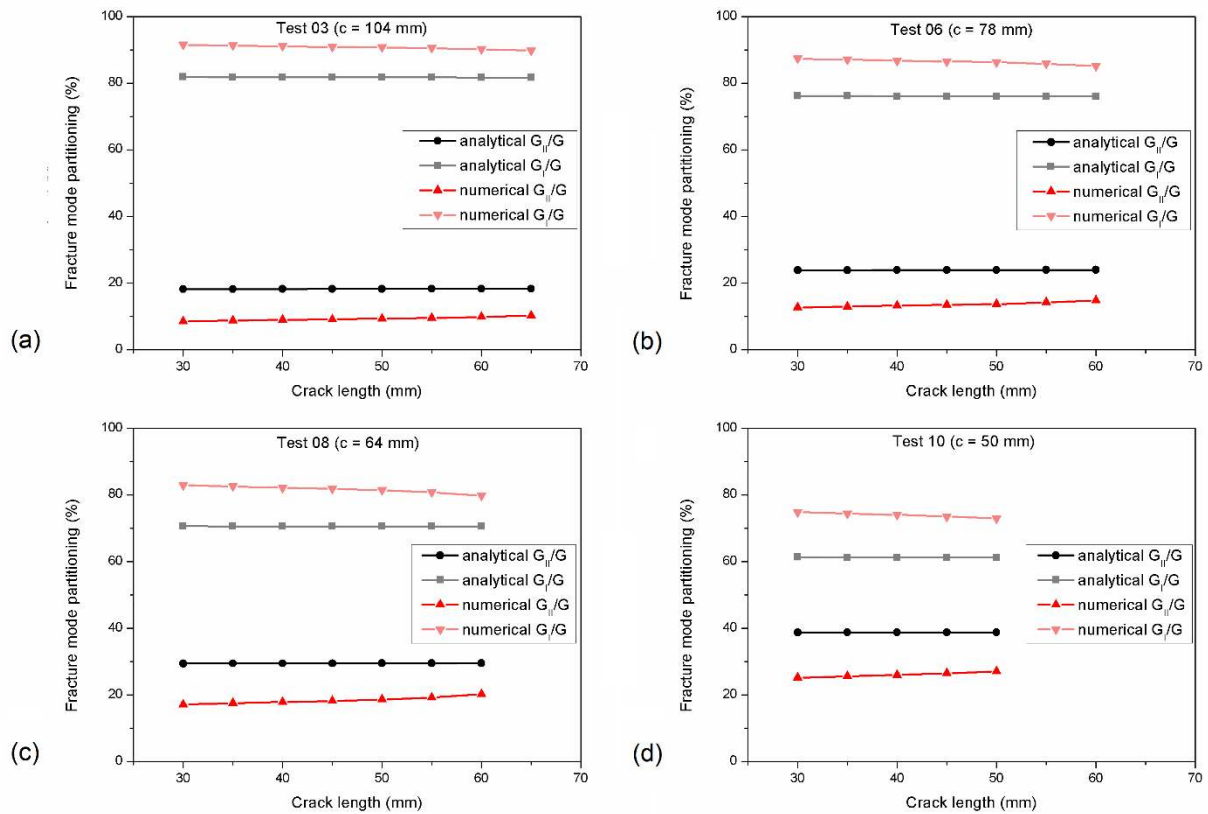 Test 03 (c = 104 mm)
Fracture mode partitioning (%)
100
80
60
40
20
0
analytical G_II/G
analytical G_I/G
numerical G_II/G
numerical G_I/G
30 40 50 60 70
Crack length (mm)
(a)
Test 06 (c = 78 mm)
Fracture mode partitioning (%)
100
80
60
40
20
0
analytical G_II/G
analytical G_I/G
numerical G_II/G
numerical G_I/G
30 40 50 60 70
Crack length (mm)
(b)
Test 08 (c = 64 mm)
Fracture mode partitioning (%)
100
80
60
40
20
0
analytical G_II/G
analytical G_I/G
numerical G_II/G
numerical G_I/G
30 40 50 60 70
Crack length (mm)
(c)
Test 10 (c = 50 mm)
Fracture mode partitioning (%)
100
80
60
40
20
0
analytical G_II/G
analytical G_I/G
numerical G_II/G
numerical G_I/G
30 40 50 60 70
Crack length (mm)
(d)